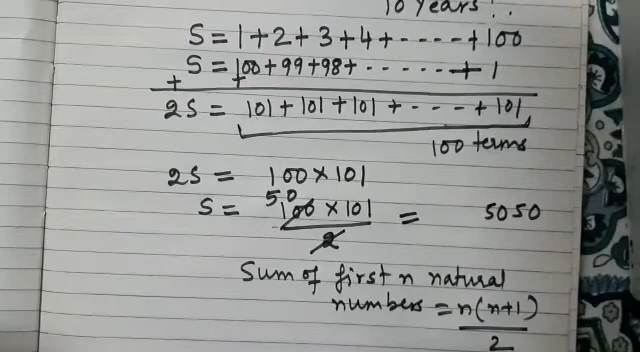 10 years!..
S = 1+2+3+4+-----+100
S = 100+99+98+------+1
+ +
2S = 101+101+101+----+101
100 terms
2S = 100×101
50
S = 100×101 = 5050
2
Sum of first n natural
numbers = n(n+1)
2